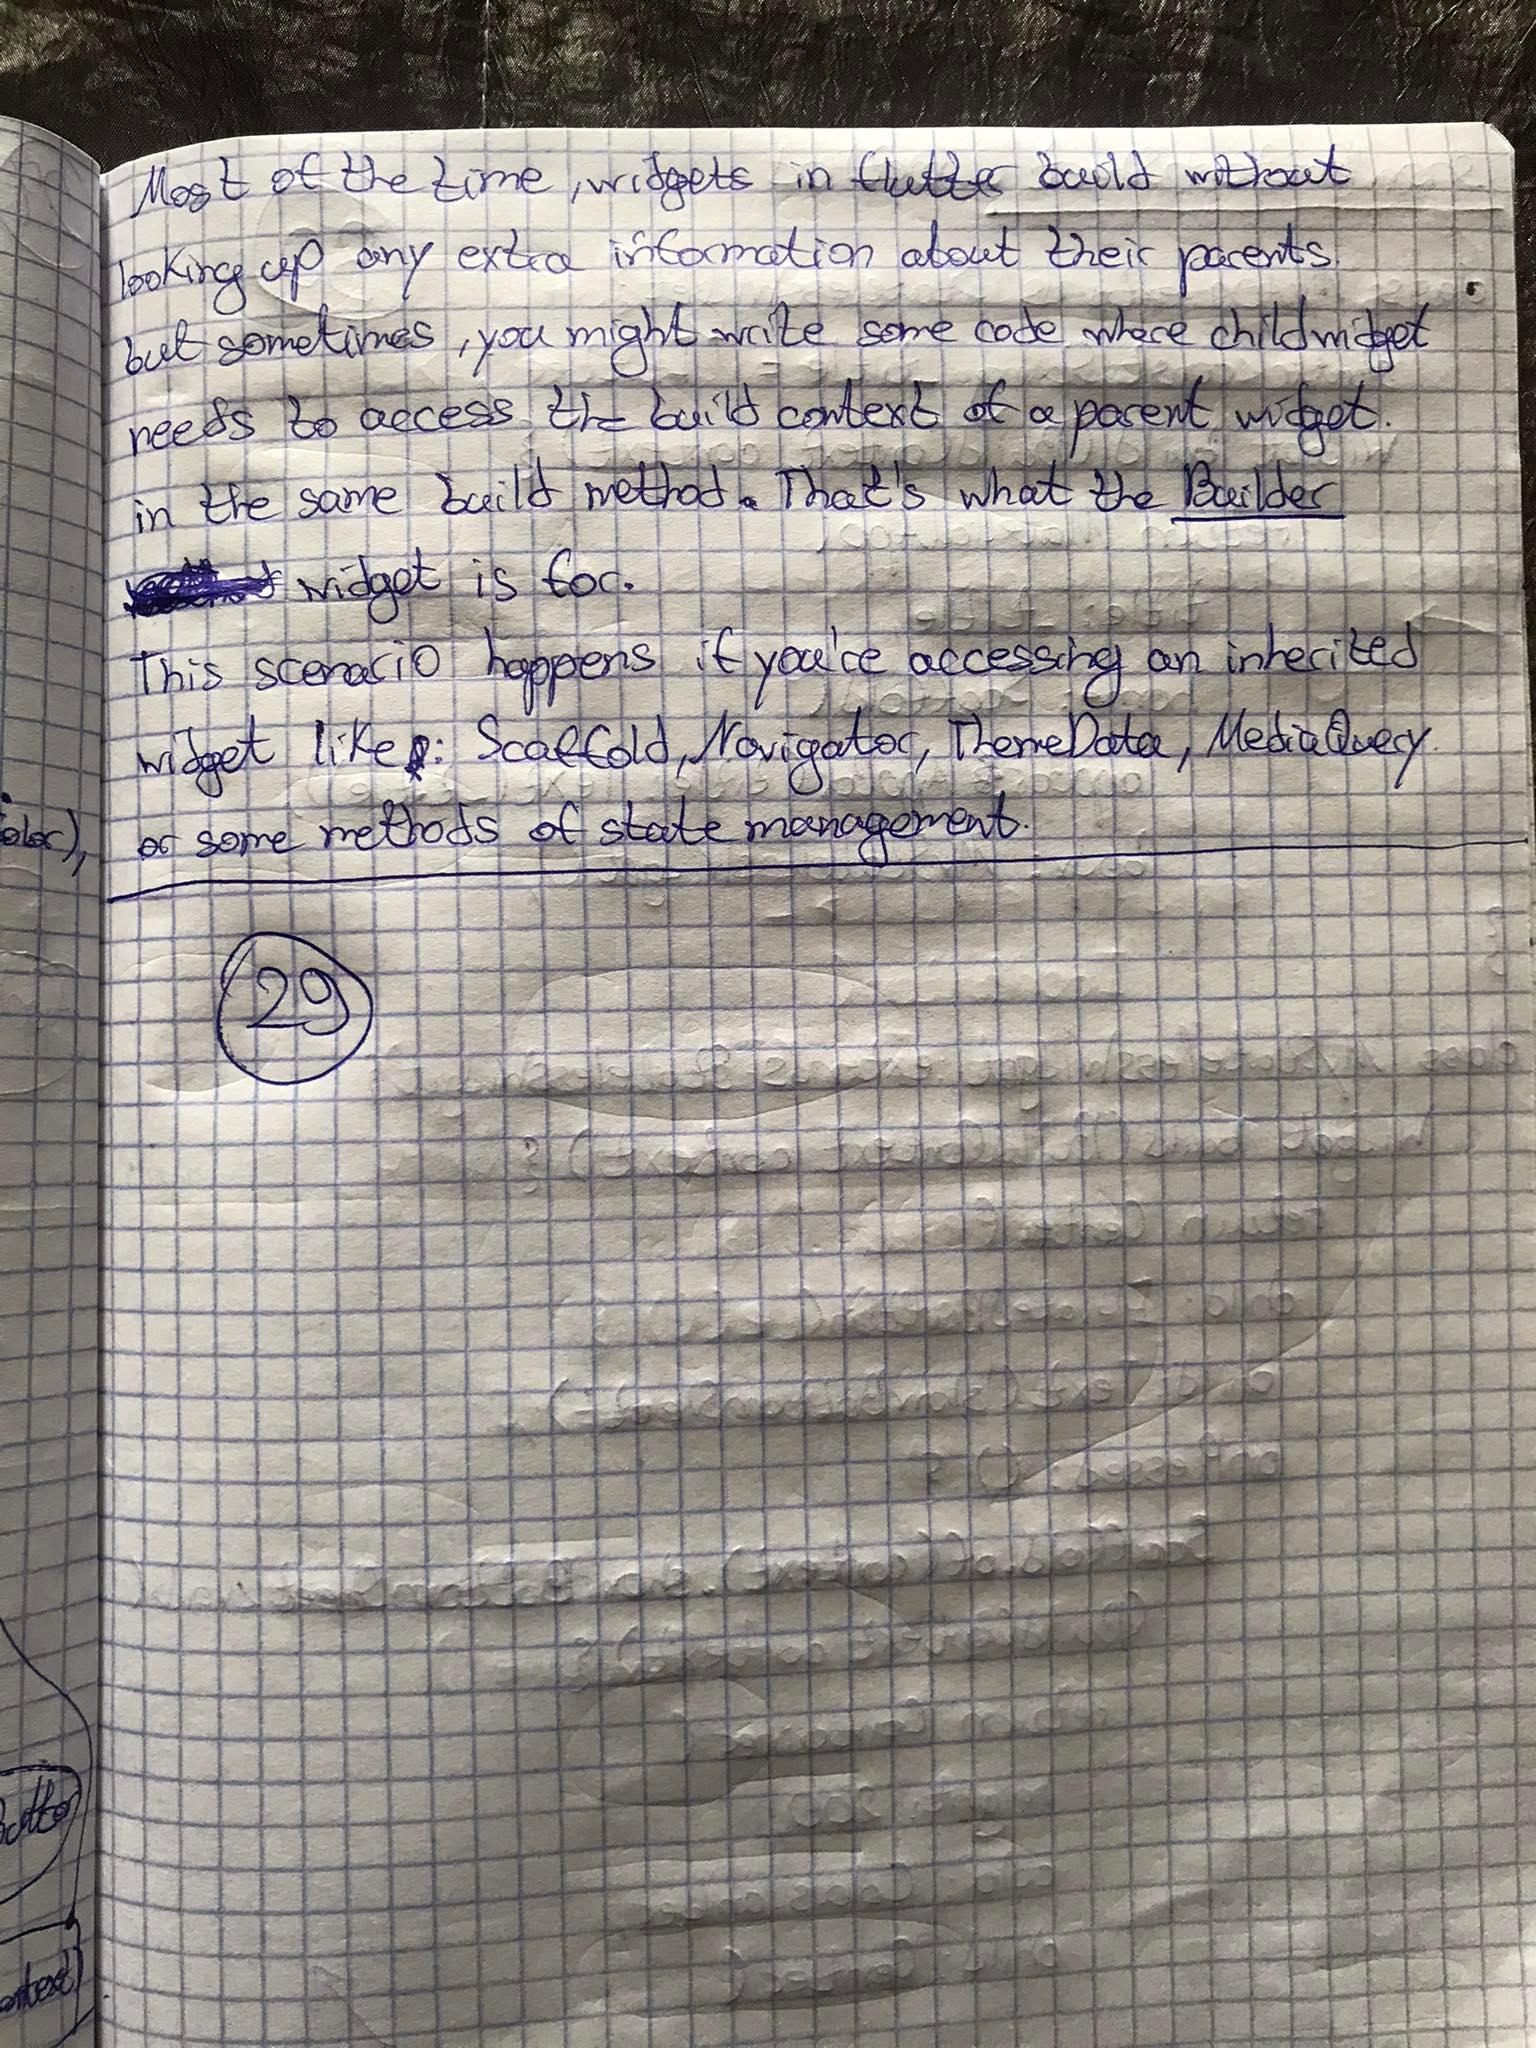 Most of the time, widgets in flutter build without
looking up any extra information about their parents.
but sometimes, you might write some code where child widget
needs to access the build context of a parent widget.
in the same build method. That's what the Builder
widget is for.
This scenario happens if you're accessing an inherited
widget like: Scaffold, Navigator, ThemeData, MediaQuery
or some methods of state management.
29
olor),
Button
ontext)